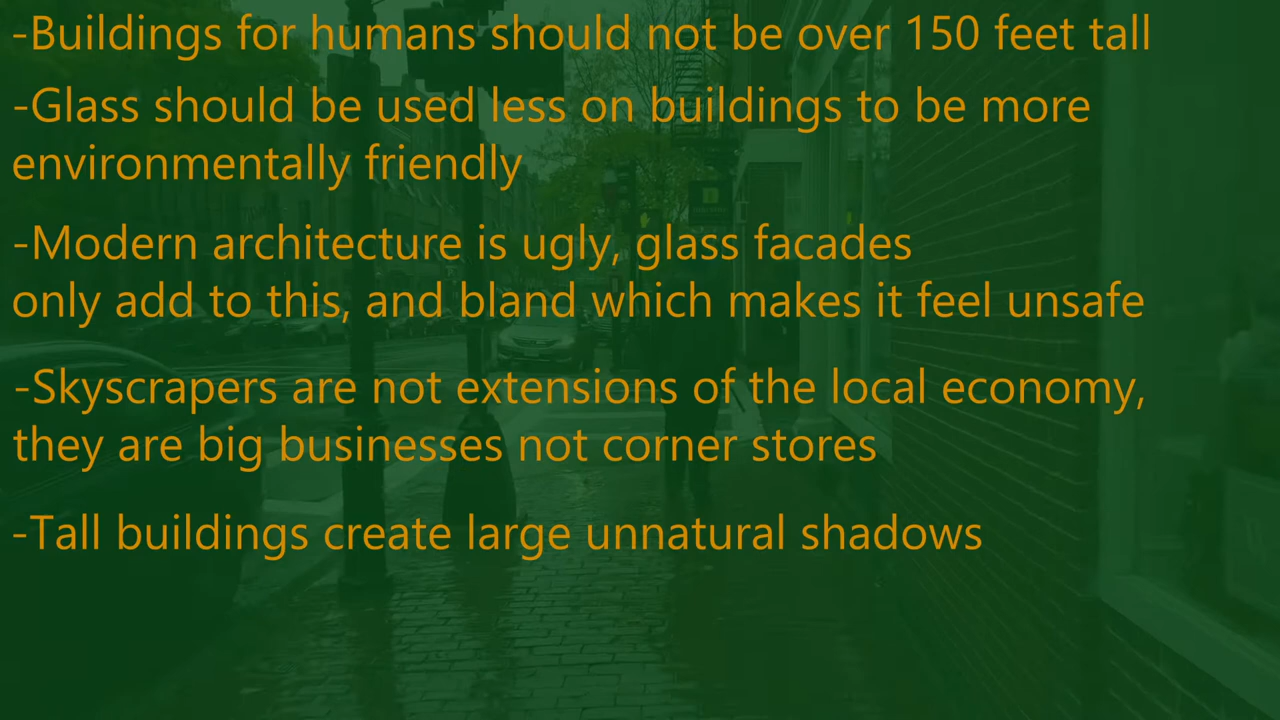 -Buildings for humans should not be over 150 feet tall
-Glass should be used less on buildings to be more
environmentally friendly
-Modern architecture is ugly, glass facades
only add to this, and bland which makes it feel unsafe
-Skyscrapers are not extensions of the local economy,
they are big businesses not corner stores
-Tall buildings create large unnatural shadows